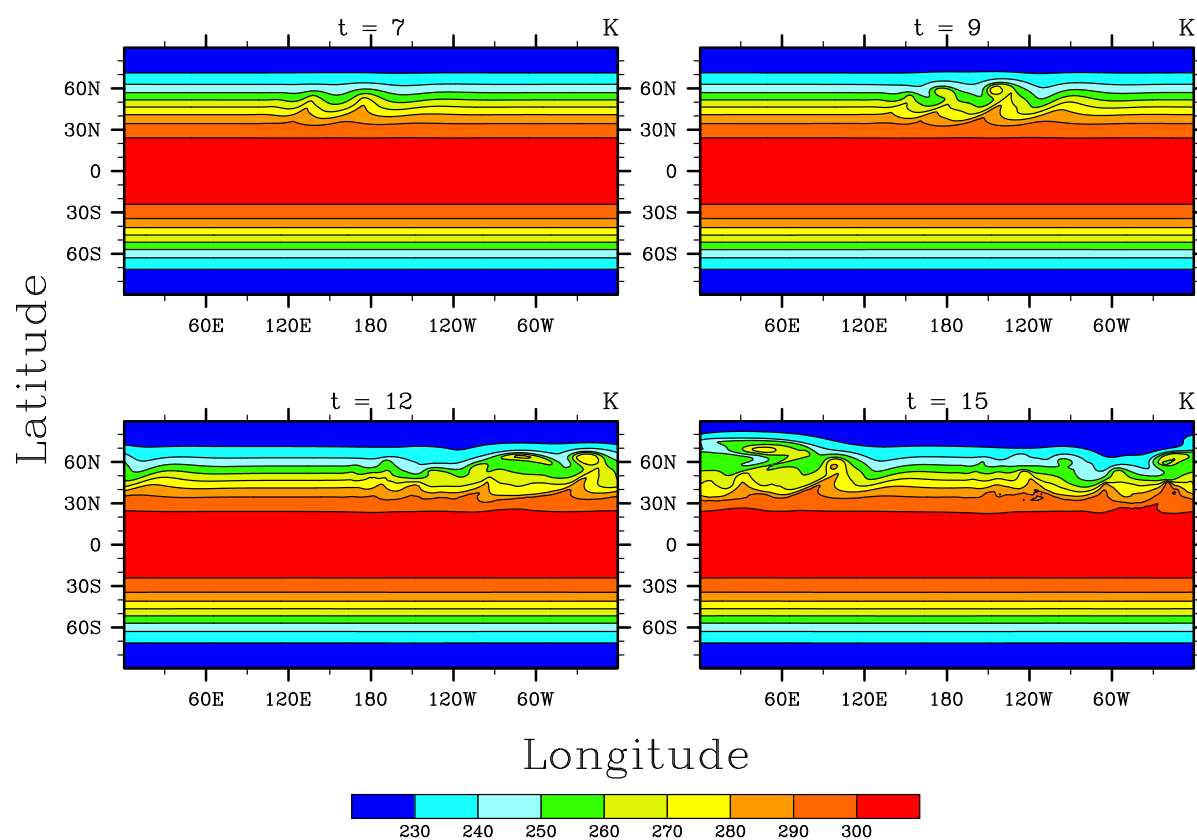 t = 7 K
t = 9 K
60N
30N
0
30S
60S
60N
30N
0
30S
60S
60E 120E 180 120W 60W
60E 120E 180 120W 60W
Latitude
t = 12 K
t = 15 K
60N
30N
0
30S
60S
60N
30N
0
30S
60S
60E 120E 180 120W 60W
60E 120E 180 120W 60W
Longitude
230 240 250 260 270 280 290 300